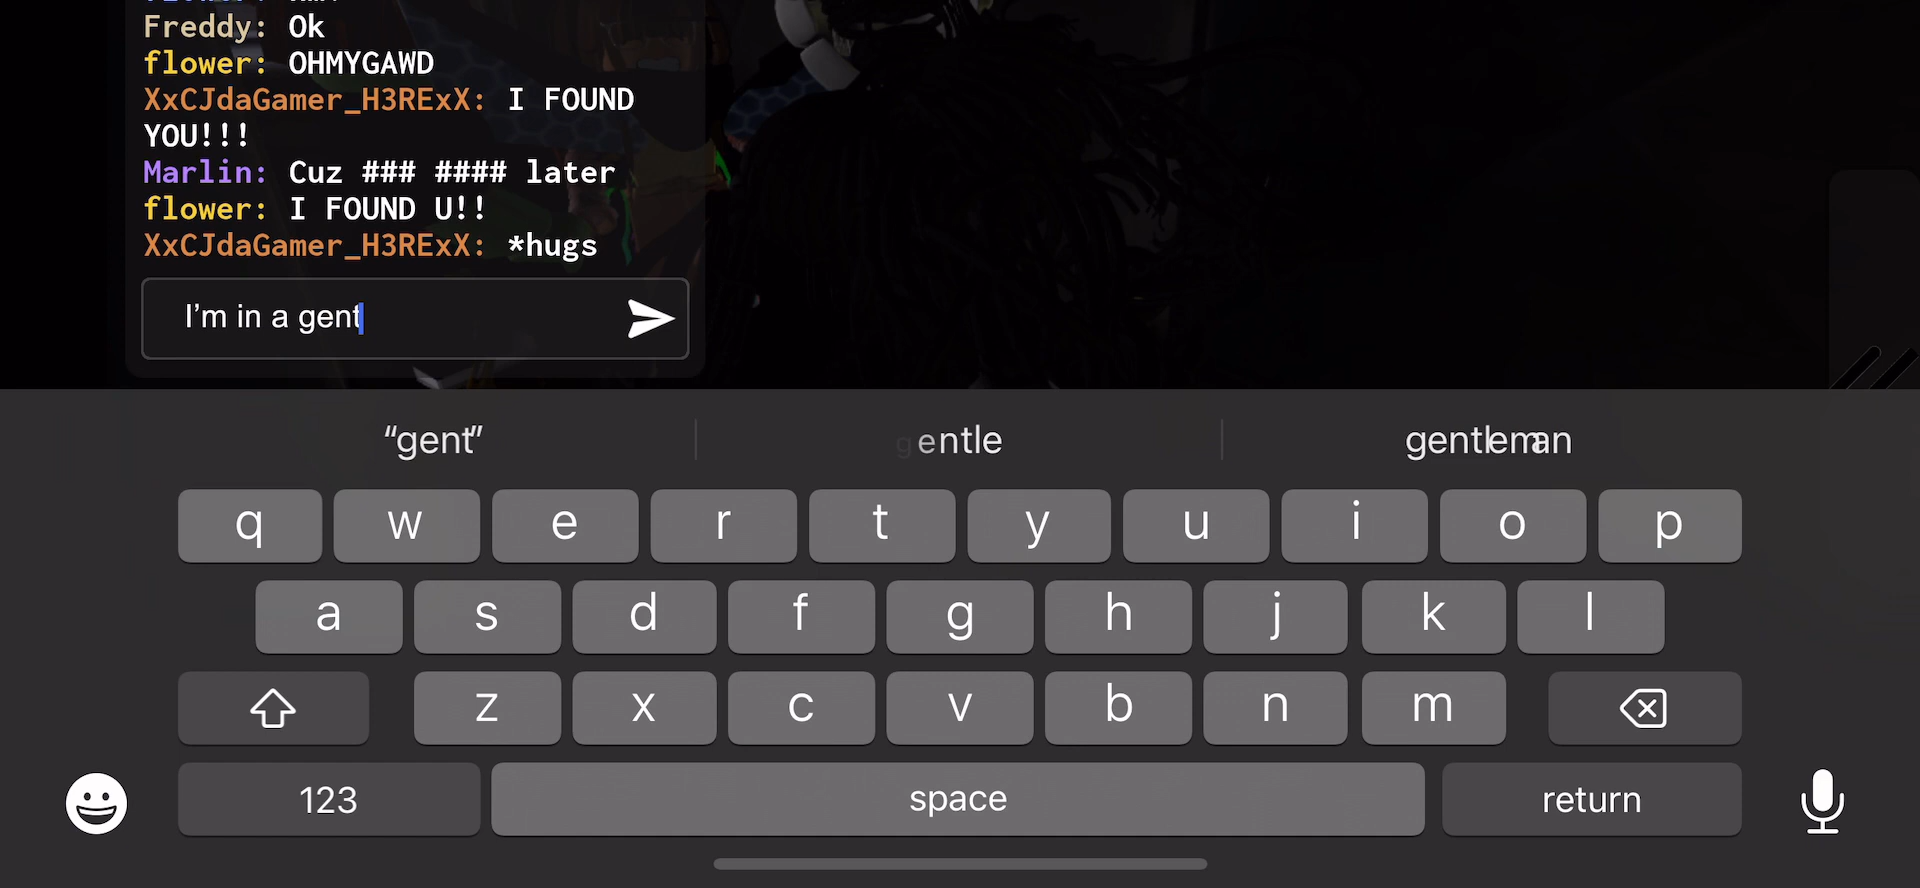 Freddy: Ok
flower: OHMYGAWD
XxCJdaGamer_H3RExX: I FOUND
YOU!!!
Marlin: Cuz ### #### later
flower: I FOUND U!!
XxCJdaGamer_H3RExX: *hugs
I'm in a gent
“gent” gentle gentleman
q w e r t y u i o p
a s d f g h j k l
z x c v b n m
123 space return